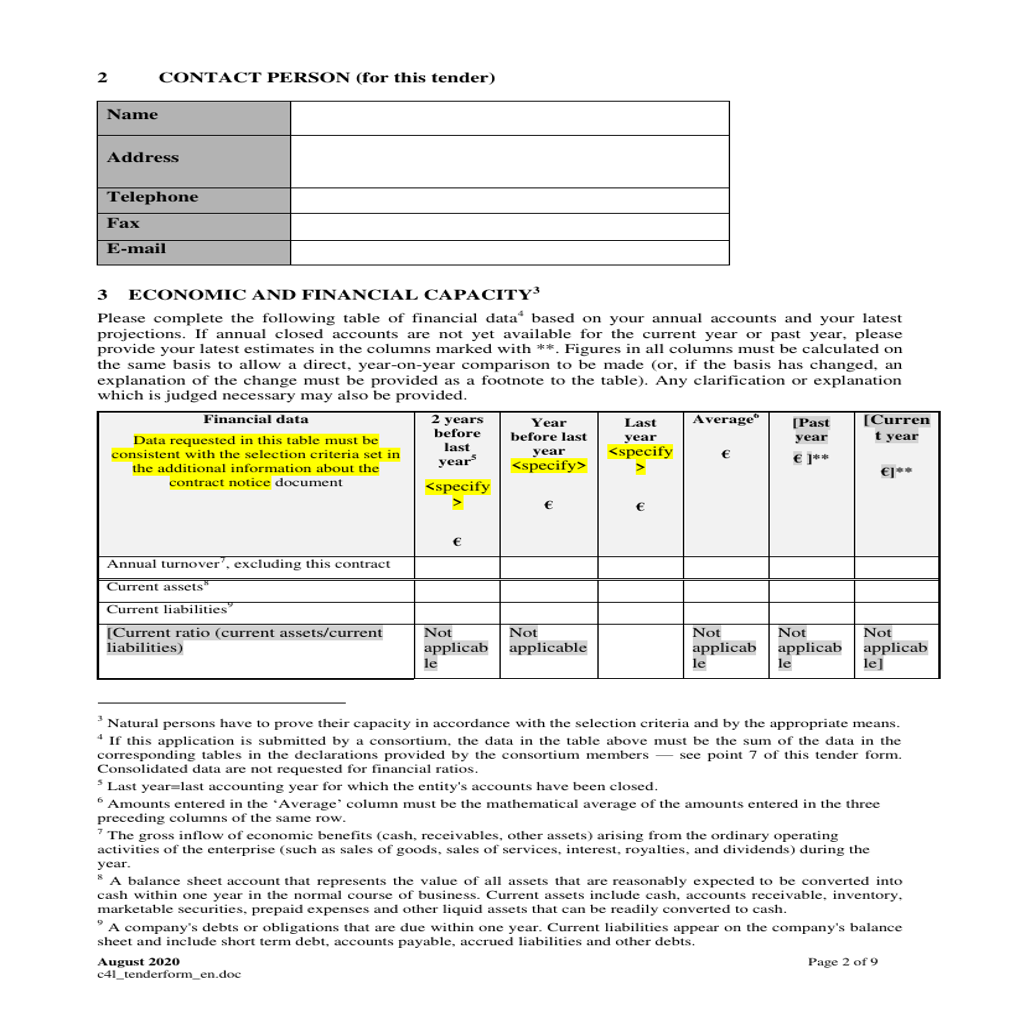 2 CONTACT PERSON (for this tender)
Name
Address
Telephone
Fax
E-mail
3 ECONOMIC AND FINANCIAL CAPACITY³
Please complete the following table of financial data⁴ based on your annual accounts and your latest
projections. If annual closed accounts are not yet available for the current year or past year, please
provide your latest estimates in the columns marked with **. Figures in all columns must be calculated on
the same basis to allow a direct, year-on-year comparison to be made (or, if the basis has changed, an
explanation of the change must be provided as a footnote to the table). Any clarification or explanation
which is judged necessary may also be provided.
Financial data
Data requested in this table must be
consistent with the selection criteria set in
the additional information about the
contract notice document
2 years
before
last
year⁵
<specify
>
€
Year
before last
year
<specify>
€
Last
year
<specify
>
€
Average⁶
€
[Past
year
€ ]**
[Curren
t year
€]**
Annual turnover⁷, excluding this contract
Current assets⁸
Current liabilities⁹
[Current ratio (current assets/current
liabilities)
Not
applicab
le
Not
applicable
Not
applicab
le
Not
applicab
le
Not
applicab
le]
³ Natural persons have to prove their capacity in accordance with the selection criteria and by the appropriate means.
⁴ If this application is submitted by a consortium, the data in the table above must be the sum of the data in the
corresponding tables in the declarations provided by the consortium members — see point 7 of this tender form.
Consolidated data are not requested for financial ratios.
⁵ Last year=last accounting year for which the entity's accounts have been closed.
⁶ Amounts entered in the ‘Average’ column must be the mathematical average of the amounts entered in the three
preceding columns of the same row.
⁷ The gross inflow of economic benefits (cash, receivables, other assets) arising from the ordinary operating
activities of the enterprise (such as sales of goods, sales of services, interest, royalties, and dividends) during the
year.
⁸ A balance sheet account that represents the value of all assets that are reasonably expected to be converted into
cash within one year in the normal course of business. Current assets include cash, accounts receivable, inventory,
marketable securities, prepaid expenses and other liquid assets that can be readily converted to cash.
⁹ A company's debts or obligations that are due within one year. Current liabilities appear on the company's balance
sheet and include short term debt, accounts payable, accrued liabilities and other debts.
August 2020 Page 2 of 9
c4l_tenderform_en.doc